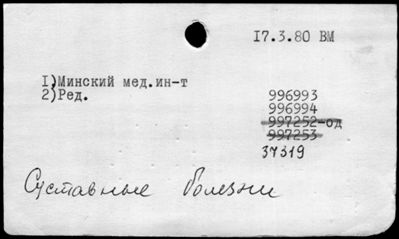 17.3.80 ВМ
1)Минский мед.ин-т
2)Ред.
996993
996994
997252-од
997253
37319
Суставные болезни